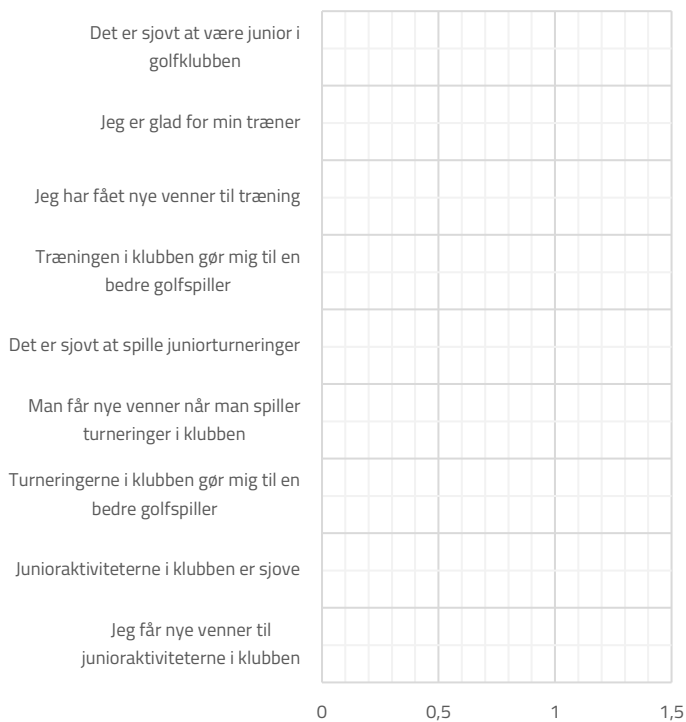 Det er sjovt at være junior i
golfklubben
Jeg er glad for min træner
Jeg har fået nye venner til træning
Træningen i klubben gør mig til en
bedre golfspiller
Det er sjovt at spille juniorturneringer
Man får nye venner når man spiller
turneringer i klubben
Turneringerne i klubben gør mig til en
bedre golfspiller
Junioraktiviteterne i klubben er sjove
Jeg får nye venner til
junioraktiviteterne i klubben
0 0,5 1 1,5